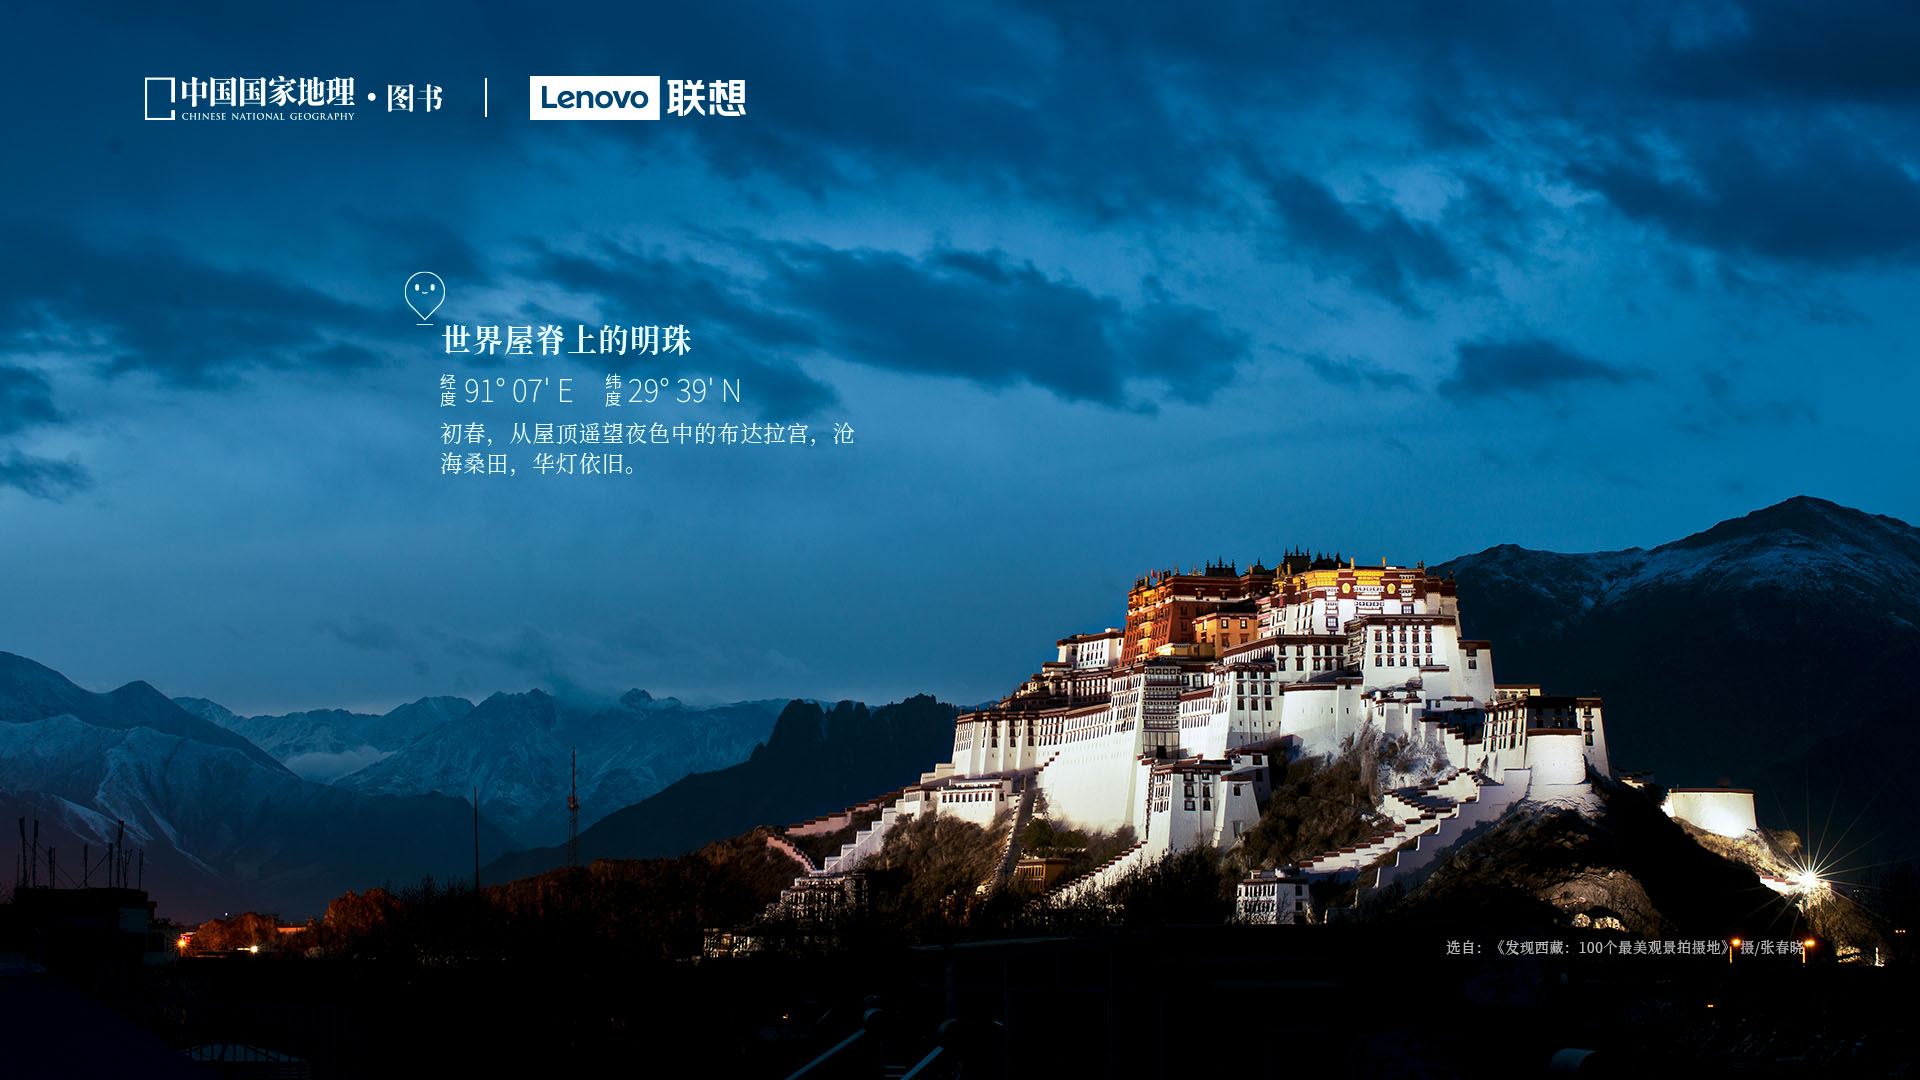 中国国家地理·图书
CHINESE NATIONAL GEOGRAPHY
Lenovo 联想
世界屋脊上的明珠
经度 91° 07' E 纬度 29° 39' N
初春，从屋顶遥望夜色中的布达拉宫，沧
海桑田，华灯依旧。
选自：《发现西藏：100个最美观景拍摄地》 摄/张春晓